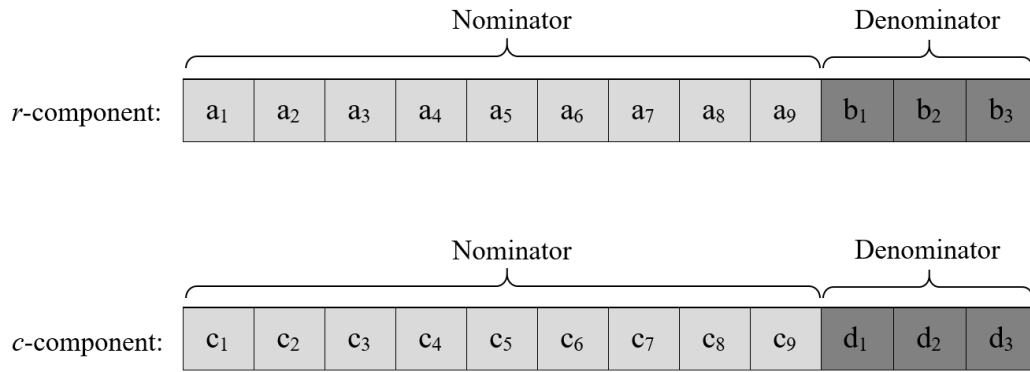 Nominator Denominator
r-component: a₁ a₂ a₃ a₄ a₅ a₆ a₇ a₈ a₉ b₁ b₂ b₃
Nominator Denominator
c-component: c₁ c₂ c₃ c₄ c₅ c₆ c₇ c₈ c₉ d₁ d₂ d₃